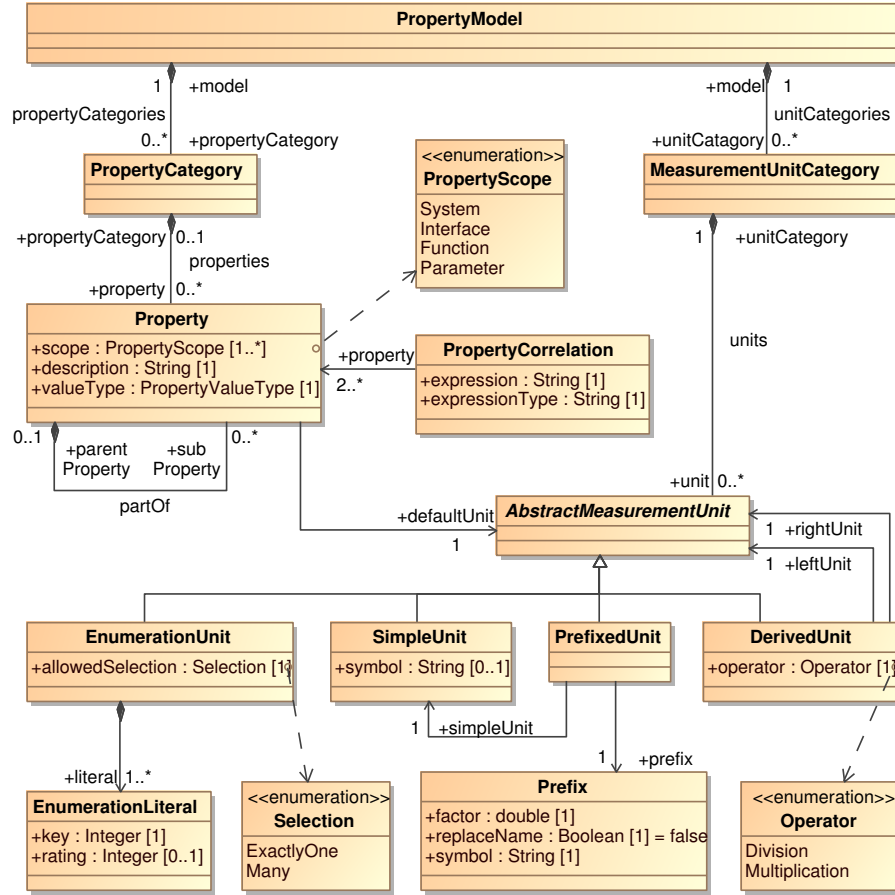 PropertyModel
1 +model
+model 1
propertyCategories
unitCategories
0..* +propertyCategory
+unitCatagory 0..*
<<enumeration>>
PropertyScope
System
Interface
Function
Parameter
PropertyCategory
MeasurementUnitCategory
+propertyCategory 0..1
1 +unitCategory
properties
+property 0..*
Property
+scope : PropertyScope [1..*]
+description : String [1]
+valueType : PropertyValueType [1]
+property
2..*
PropertyCorrelation
+expression : String [1]
+expressionType : String [1]
units
0..1
+parent
Property
+sub
Property
0..*
partOf
+unit 0..*
+defaultUnit
1
AbstractMeasurementUnit
1 +rightUnit
1 +leftUnit
EnumerationUnit
+allowedSelection : Selection [1]
SimpleUnit
+symbol : String [0..1]
PrefixedUnit
DerivedUnit
+operator : Operator [1]
1 +simpleUnit
1 +prefix
+literal 1..*
EnumerationLiteral
+key : Integer [1]
+rating : Integer [0..1]
<<enumeration>>
Selection
ExactlyOne
Many
Prefix
+factor : double [1]
+replaceName : Boolean [1] = false
+symbol : String [1]
<<enumeration>>
Operator
Division
Multiplication